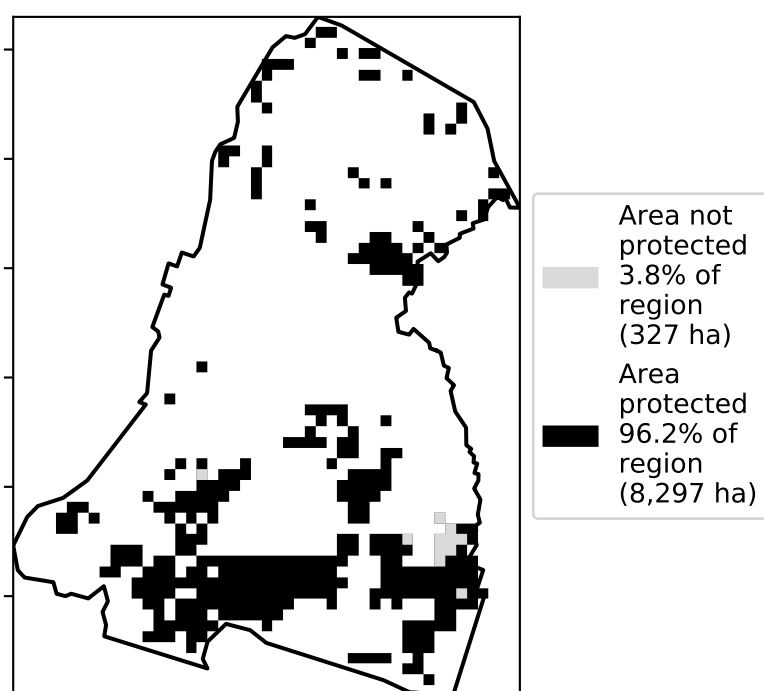 Area not
protected
3.8% of
region
(327 ha)
Area
protected
96.2% of
region
(8,297 ha)